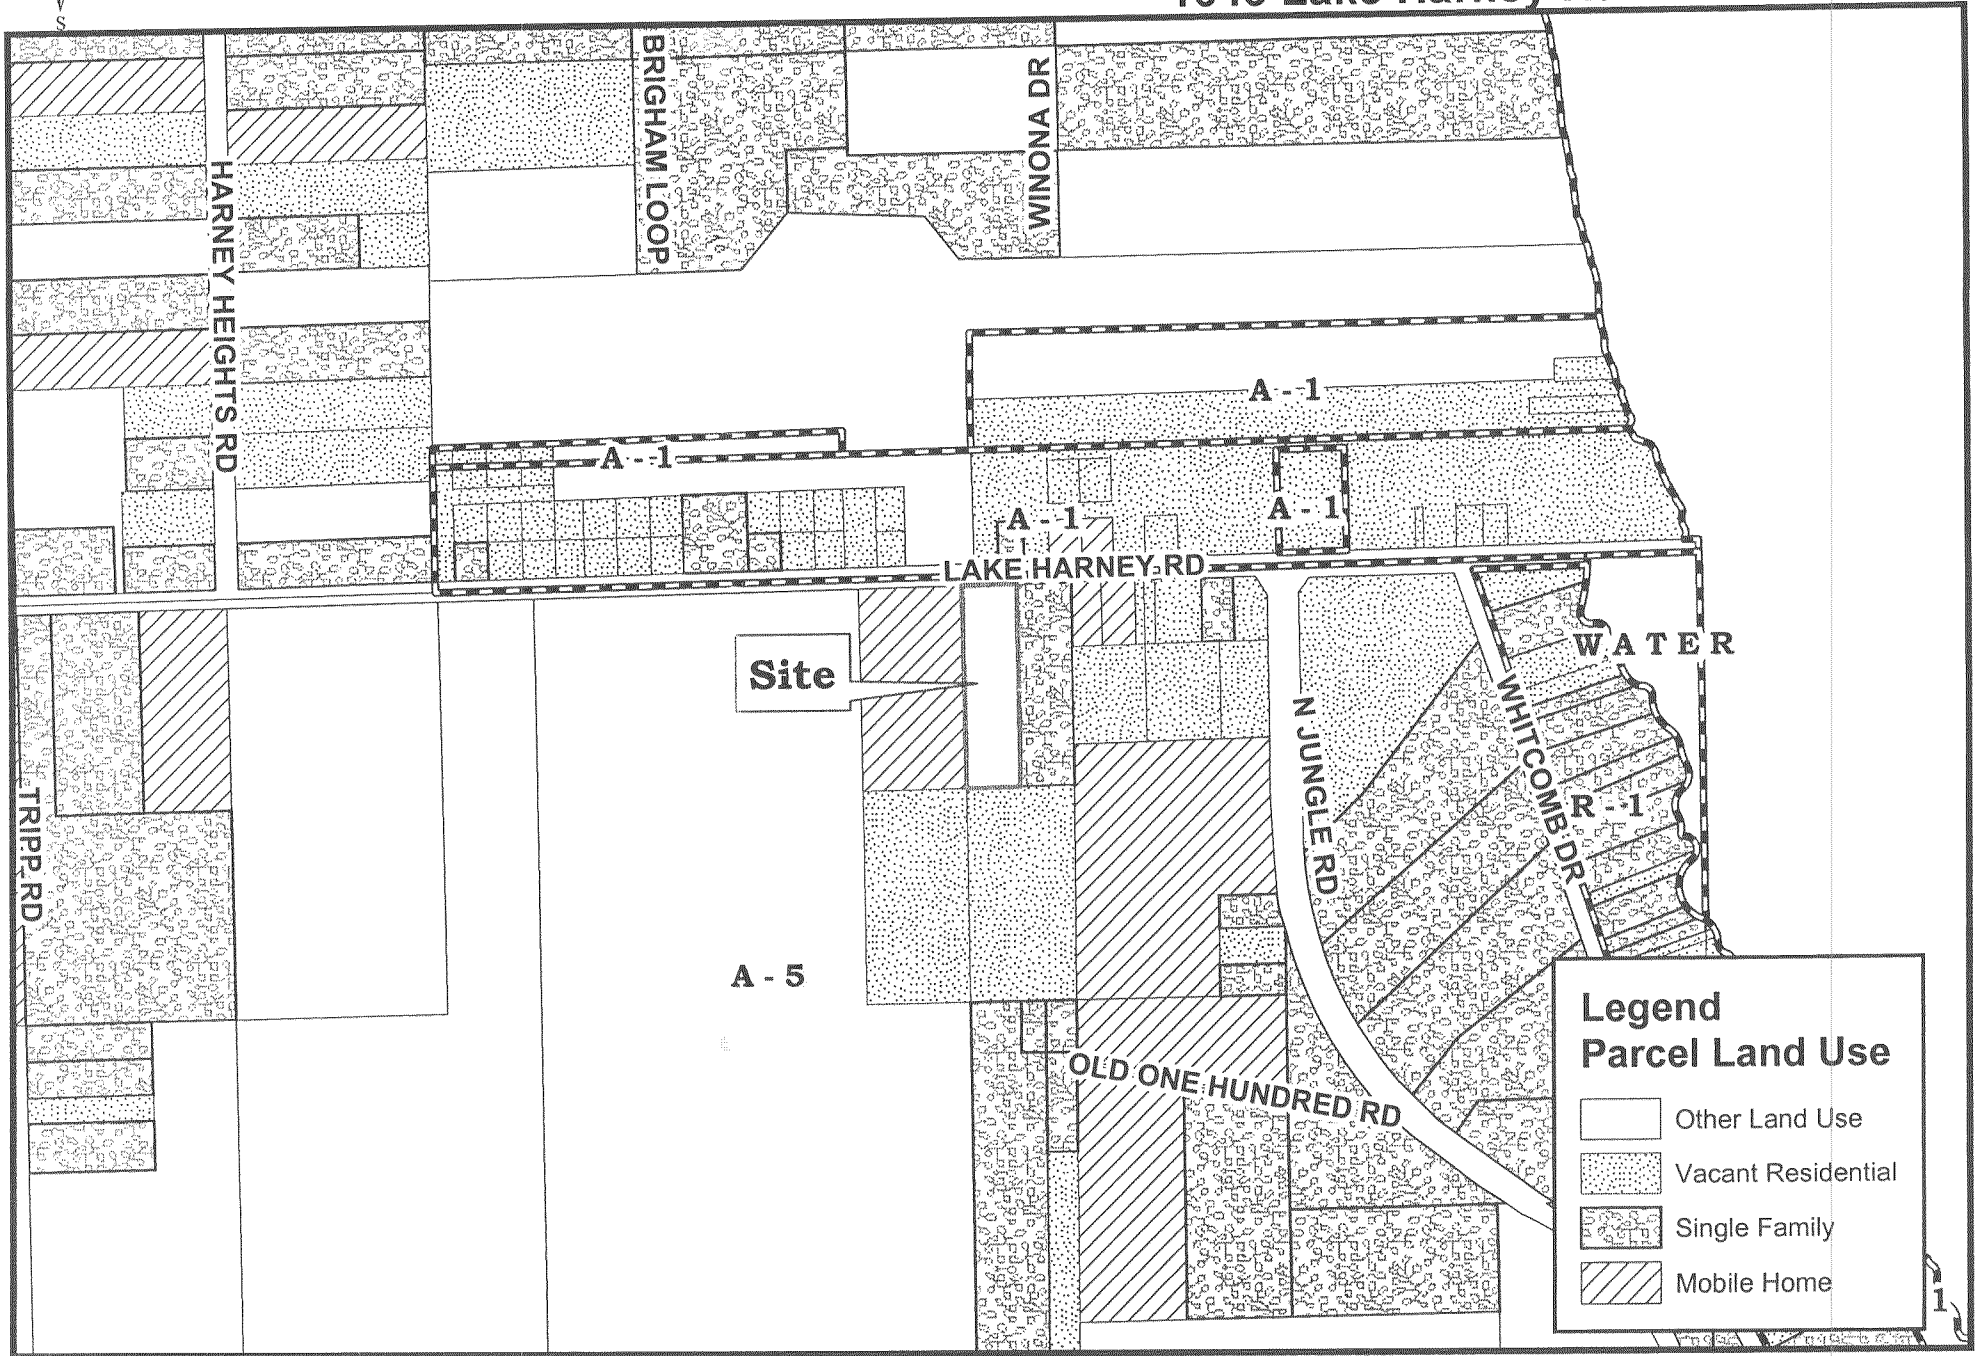 S
Lake Harney
BRIGHAM LOOP
WINONA DR
HARNEY HEIGHTS RD
A - 1
A - 1
A - 1
A - 1
LAKE HARNEY RD
Site
WATER
N JUNGLE RD
WHITCOMB DR
R - 1
TRIPP RD
A - 5
OLD ONE HUNDRED RD
Legend
Parcel Land Use
Other Land Use
Vacant Residential
Single Family
Mobile Home
1